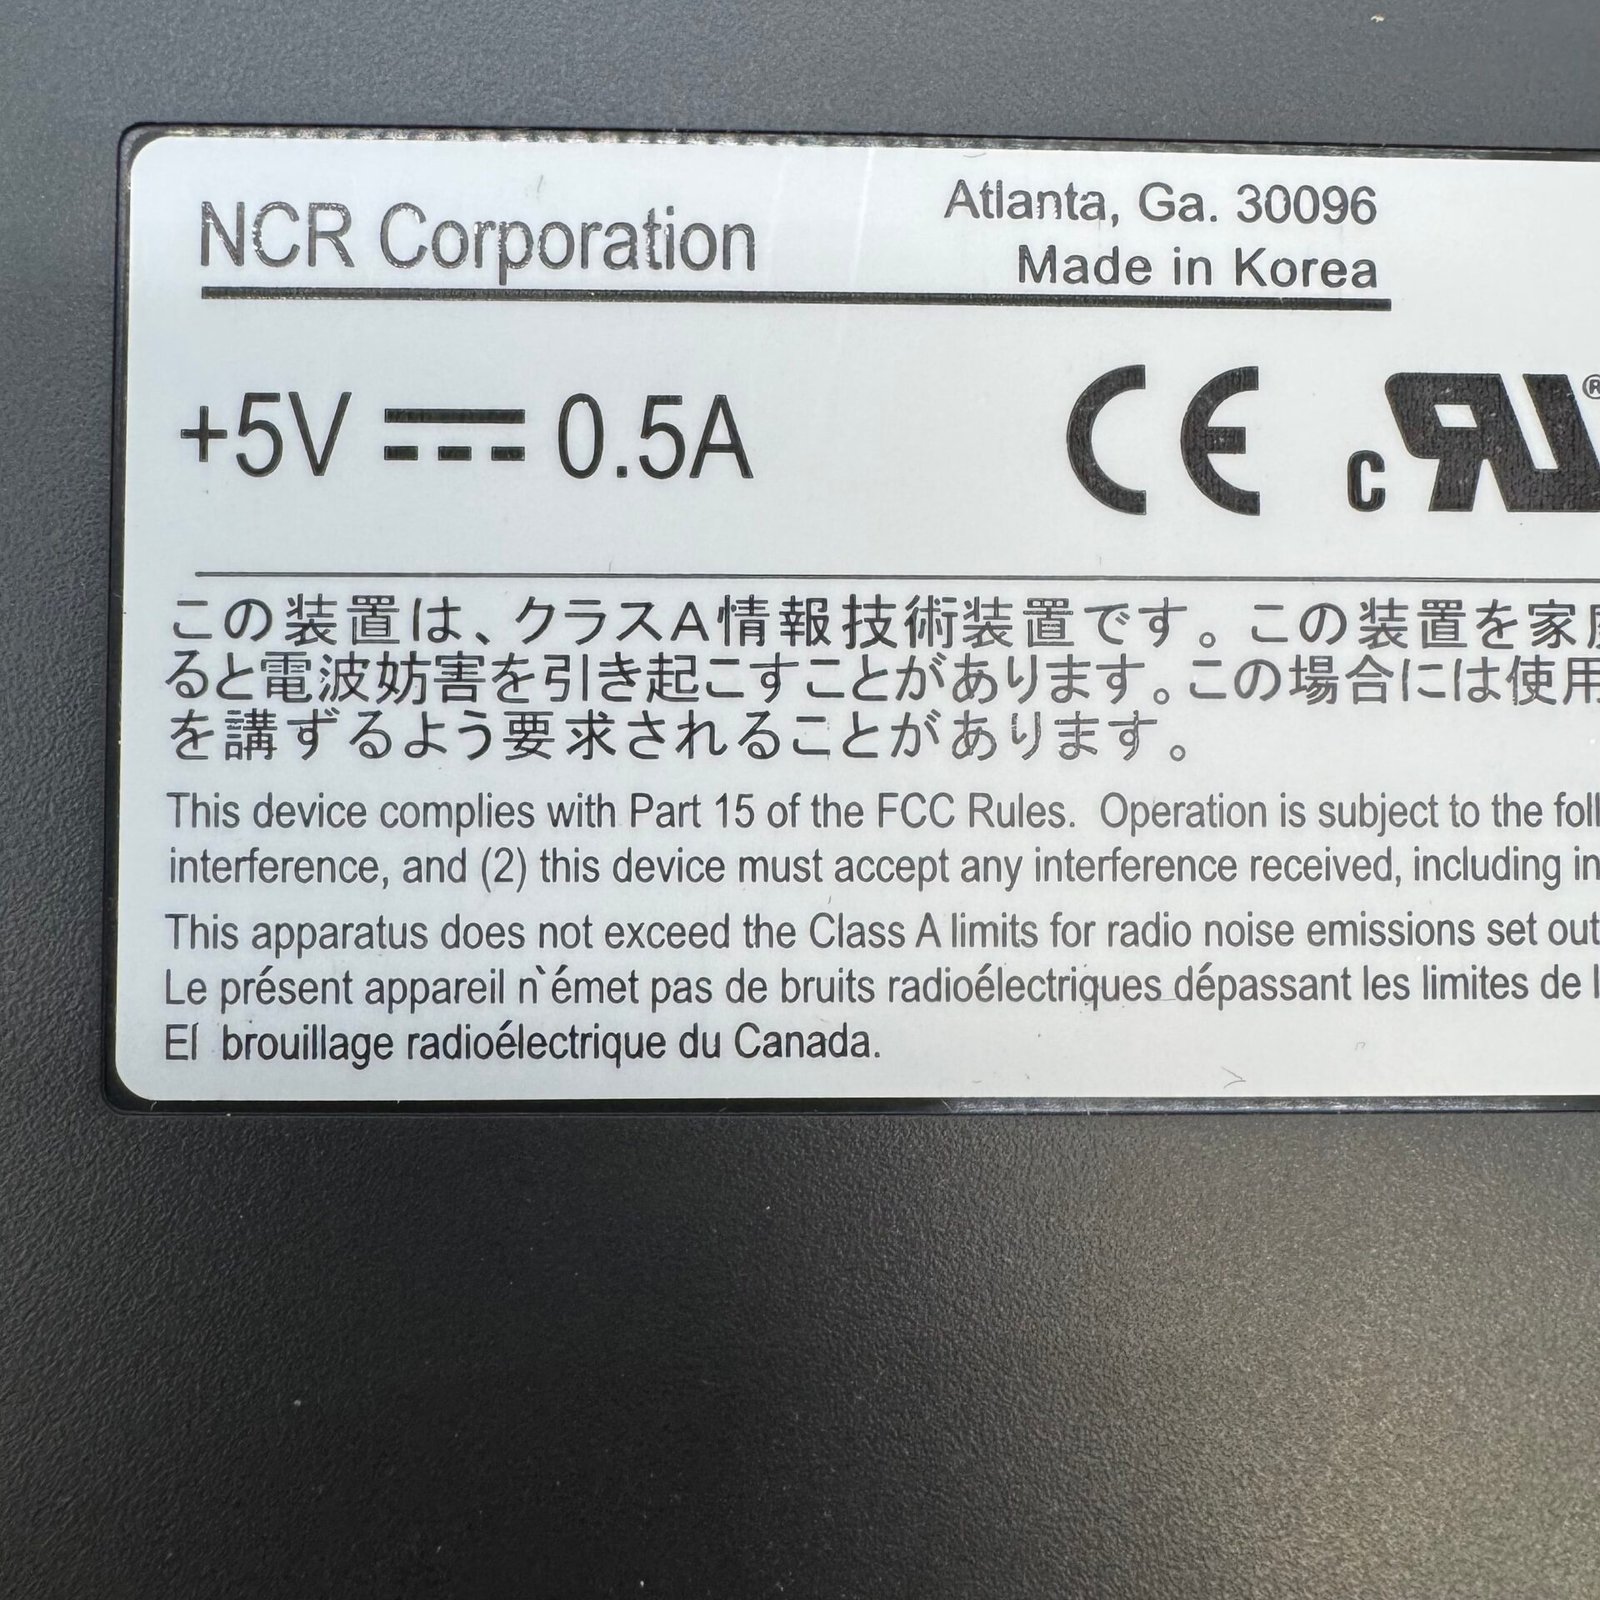 NCR Corporation
Atlanta, Ga. 30096
Made in Korea
+5V 0.5A
CE c RU ®
この装置は、クラスA情報技術装置です。この装置を家庭
ると電波妨害を引き起こすことがあります。この場合には使用
を講ずるよう要求されることがあります。
This device complies with Part 15 of the FCC Rules. Operation is subject to the foll
interference, and (2) this device must accept any interference received, including in
This apparatus does not exceed the Class A limits for radio noise emissions set out
Le présent appareil n`émet pas de bruits radioélectriques dépassant les limites de l
El brouillage radioélectrique du Canada.